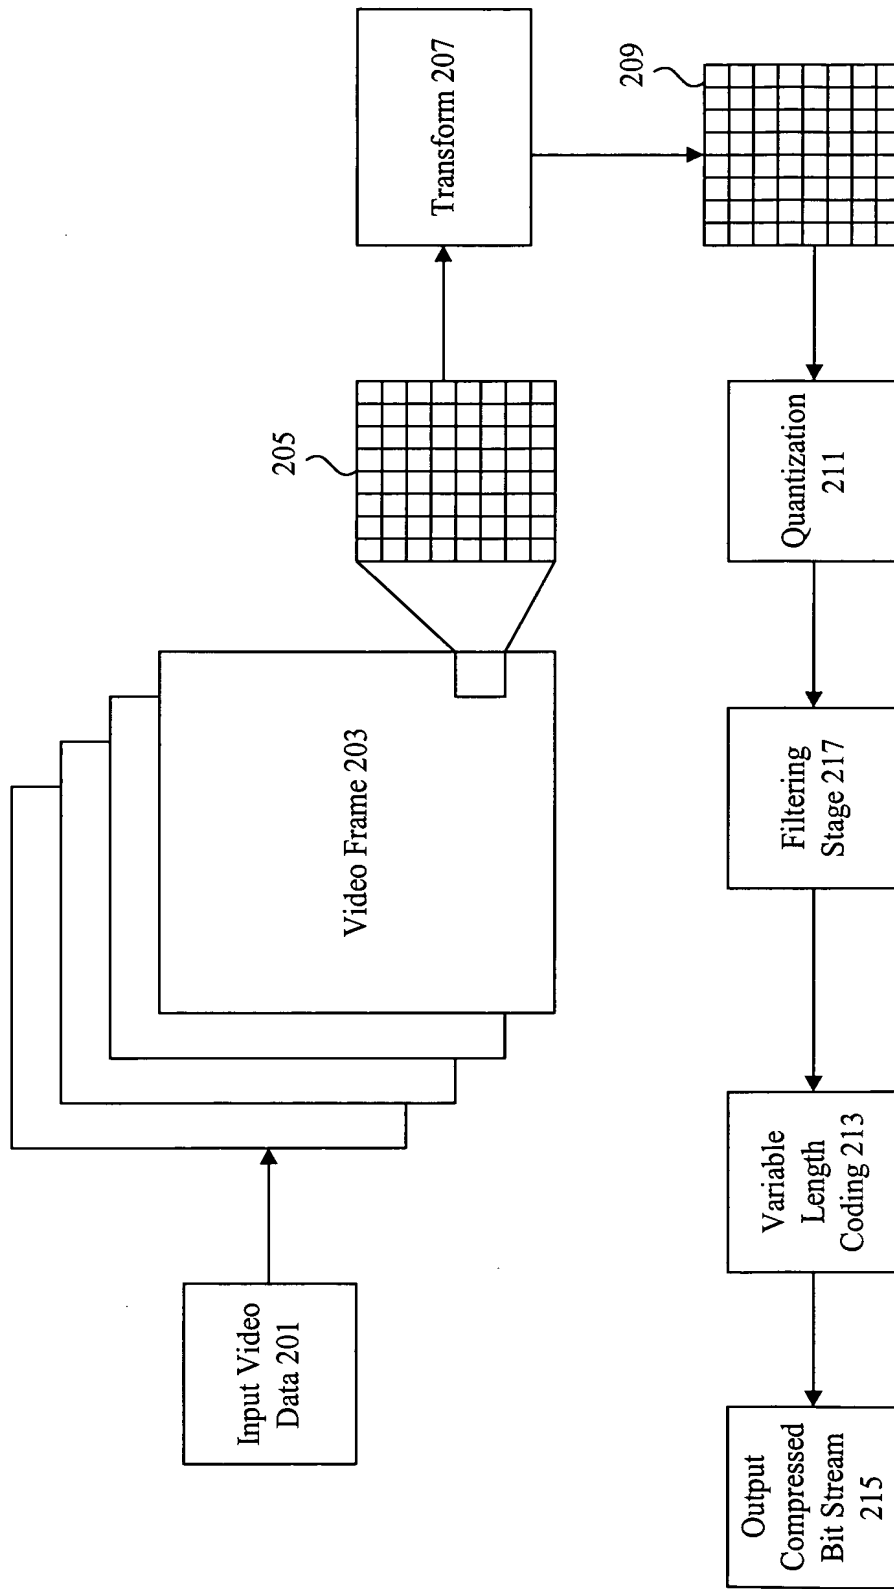 Input Video
Data 201
Video Frame 203
205
Transform 207
209
Quantization
211
Filtering
Stage 217
Variable
Length
Coding 213
Output
Compressed
Bit Stream
215